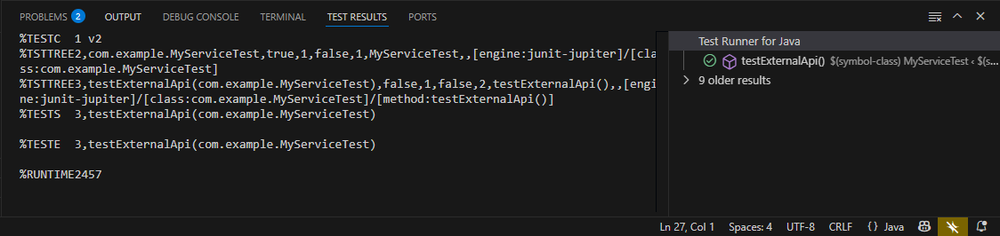 PROBLEMS 2 OUTPUT DEBUG CONSOLE TERMINAL TEST RESULTS PORTS
%TESTC  1 v2
%TSTTREE2,com.example.MyServiceTest,true,1,false,1,MyServiceTest,,[engine:junit-jupiter]/[cla
ss:com.example.MyServiceTest]
%TSTTREE3,testExternalApi(com.example.MyServiceTest),false,1,false,2,testExternalApi(),,[engi
ne:junit-jupiter]/[class:com.example.MyServiceTest]/[method:testExternalApi()]
%TESTS  3,testExternalApi(com.example.MyServiceTest)
%TESTE  3,testExternalApi(com.example.MyServiceTest)
%RUNTIME2457
Test Runner for Java
testExternalApi() $(symbol-class) MyServiceTest ‹ $(s...
9 older results
Ln 27, Col 1 Spaces: 4 UTF-8 CRLF {} Java